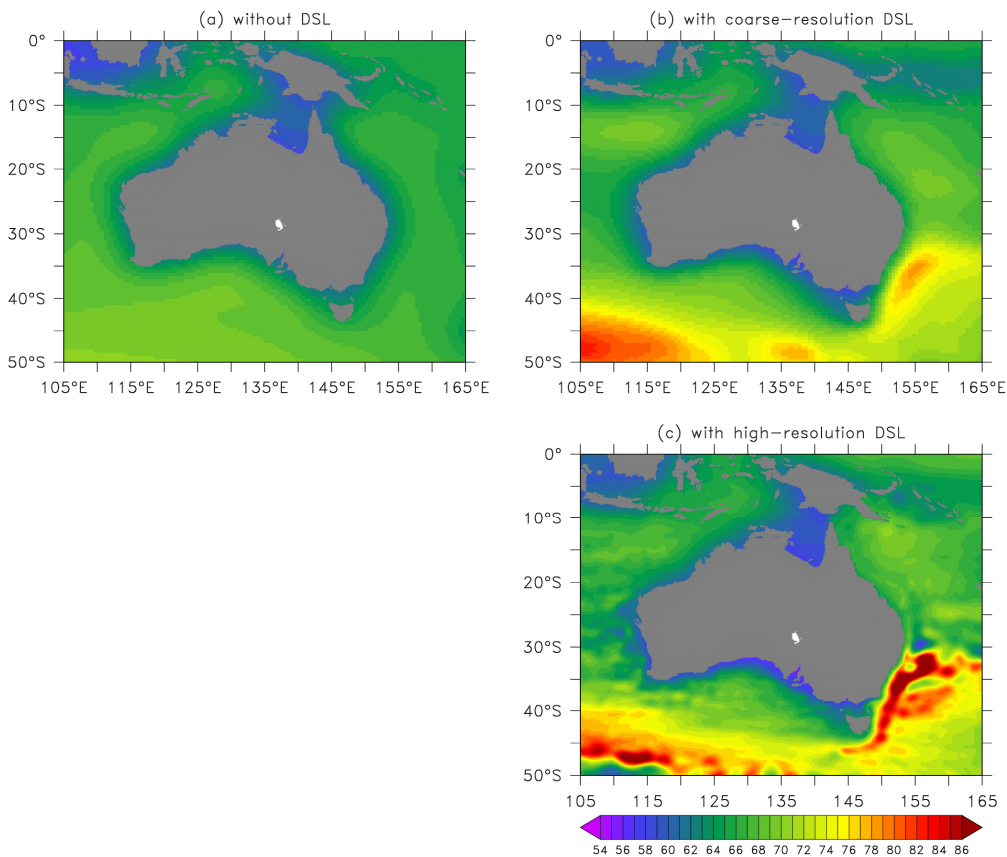 (a) without DSL
(b) with coarse-resolution DSL
0°
10°S
20°S
30°S
40°S
50°S
105°E 115°E 125°E 135°E 145°E 155°E 165°E
0°
10°S
20°S
30°S
40°S
50°S
105°E 115°E 125°E 135°E 145°E 155°E 165°E
(c) with high-resolution DSL
0°
10°S
20°S
30°S
40°S
50°S
105 115 125 135 145 155 165
54 56 58 60 62 64 66 68 70 72 74 76 78 80 82 84 86